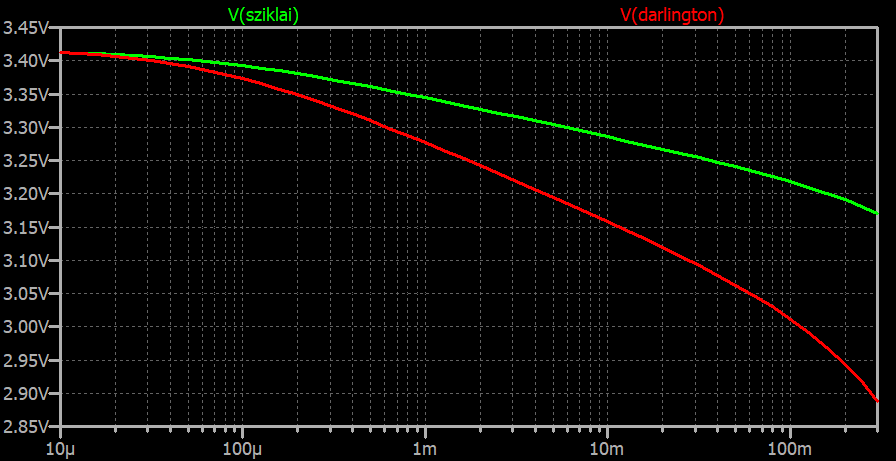 V(sziklai) V(darlington)
3.45V
3.40V
3.35V
3.30V
3.25V
3.20V
3.15V
3.10V
3.05V
3.00V
2.95V
2.90V
2.85V
10µ 100µ 1m 10m 100m